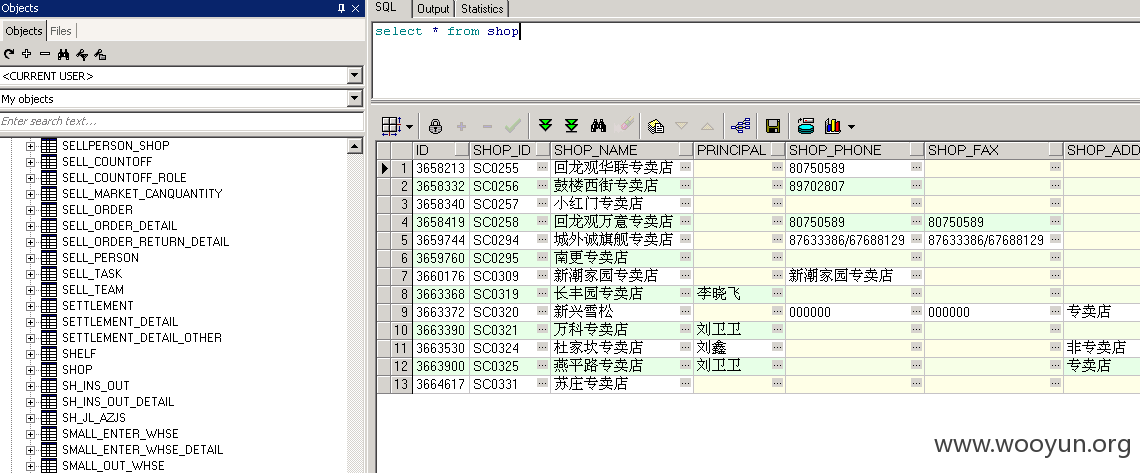 Objects
Objects Files
<CURRENT USER>
My objects
Enter search text...
SELLPERSON_SHOP
SELL_COUNTOFF
SELL_COUNTOFF_ROLE
SELL_MARKET_CANQUANTITY
SELL_ORDER
SELL_ORDER_DETAIL
SELL_ORDER_RETURN_DETAIL
SELL_PERSON
SELL_TASK
SELL_TEAM
SETTLEMENT
SETTLEMENT_DETAIL
SETTLEMENT_DETAIL_OTHER
SHELF
SHOP
SH_INS_OUT
SH_INS_OUT_DETAIL
SH_JL_AZJS
SMALL_ENTER_WHSE
SMALL_ENTER_WHSE_DETAIL
SMALL_OUT_WHSE
SQL Output Statistics
select * from shop
ID SHOP_ID SHOP_NAME PRINCIPAL SHOP_PHONE SHOP_FAX SHOP_ADD
1 3658213 SC0255 回龙观华联专卖店 80750589
2 3658332 SC0256 鼓楼西街专卖店 89702807
3 3658340 SC0257 小红门专卖店
4 3658419 SC0258 回龙观万意专卖店 80750589 80750589
5 3659744 SC0294 城外诚旗舰专卖店 87633386/67688129 87633386/67688129
6 3659760 SC0295 南更专卖店
7 3660176 SC0309 新潮家园专卖店 新潮家园专卖店
8 3663368 SC0319 长丰园专卖店 李晓飞
9 3663372 SC0320 新兴雪松 000000 000000 专卖店
10 3663390 SC0321 万科专卖店 刘卫卫
11 3663530 SC0324 杜家坎专卖店 刘鑫 非专卖店
12 3663900 SC0325 燕平路专卖店 刘卫卫 专卖店
13 3664617 SC0331 苏庄专卖店
www.wooyun.org